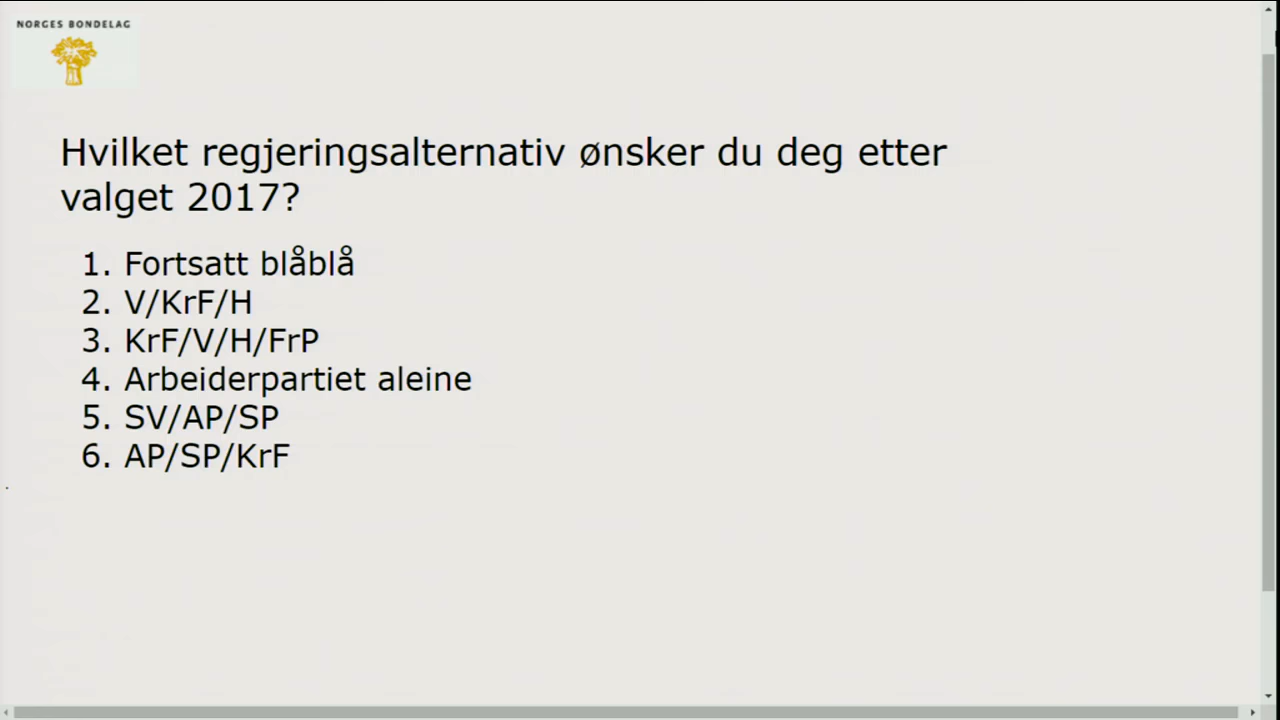 NORGES BONDELAG
Hvilket regjeringsalternativ ønsker du deg etter
valget 2017?
1. Fortsatt blåblå
2. V/KrF/H
3. KrF/V/H/FrP
4. Arbeiderpartiet aleine
5. SV/AP/SP
6. AP/SP/KrF